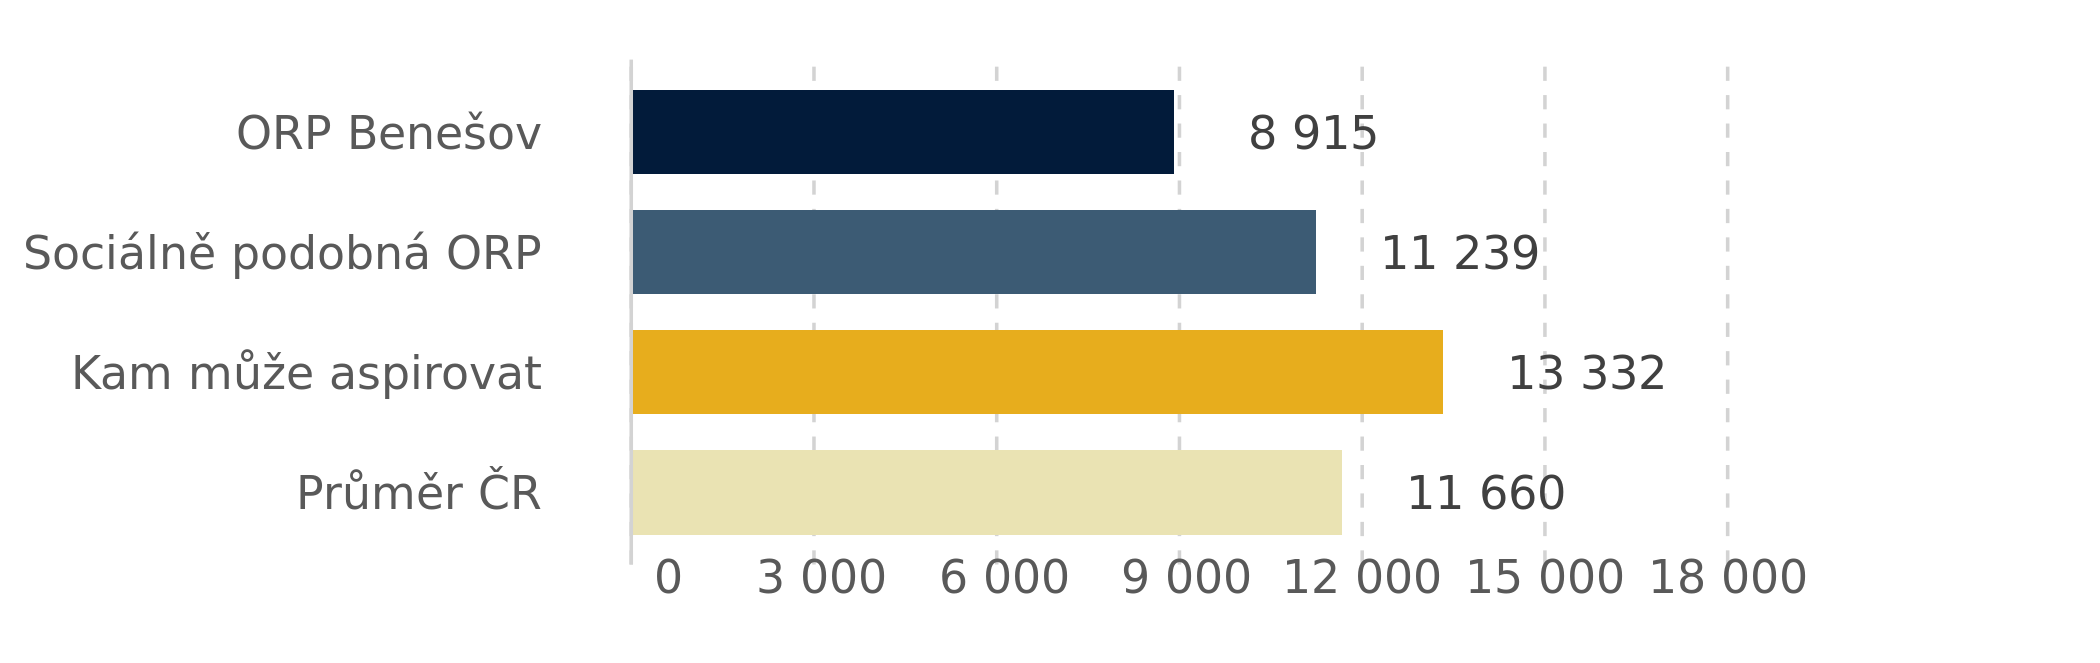 ORP Benešov 8 915
Sociálně podobná ORP 11 239
Kam může aspirovat 13 332
Průměr ČR 11 660
0 3 000 6 000 9 000 12 000 15 000 18 000